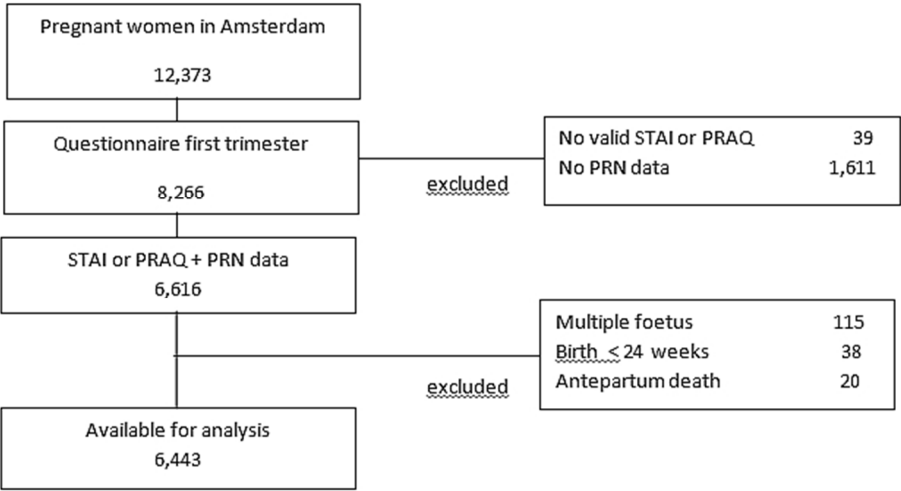 Pregnant women in Amsterdam
12,373
Questionnaire first trimester
8,266
excluded
No valid STAI or PRAQ 39
No PRN data 1,611
STAI or PRAQ + PRN data
6,616
excluded
Multiple foetus 115
Birth < 24 weeks 38
Antepartum death 20
Available for analysis
6,443